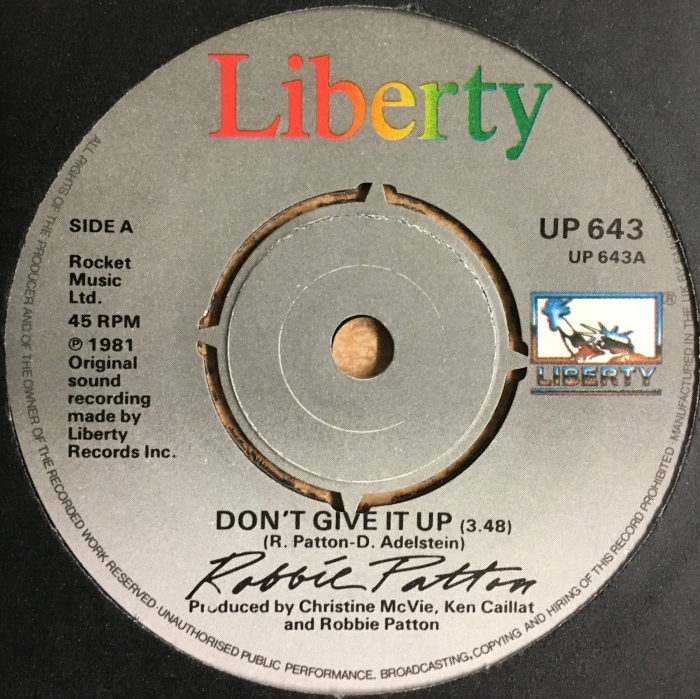 Liberty
SIDE A
Rocket
Music
Ltd.
45 RPM
℗ 1981
Original
sound
recording
made by
Liberty
Records Inc.
UP 643
UP 643A
®
LIBERTY
DON'T GIVE IT UP (3.48)
(R. Patton-D. Adelstein)
Robbie Patton
Produced by Christine McVie, Ken Caillat
and Robbie Patton
ALL RIGHTS OF THE PRODUCER AND OF THE OWNER OF THE RECORDED WORK RESERVED·UNAUTHORISED PUBLIC PERFORMANCE, BROADCASTING, COPYING AND HIRING OF THIS RECORD PROHIBITED·MANUFACTURED IN THE